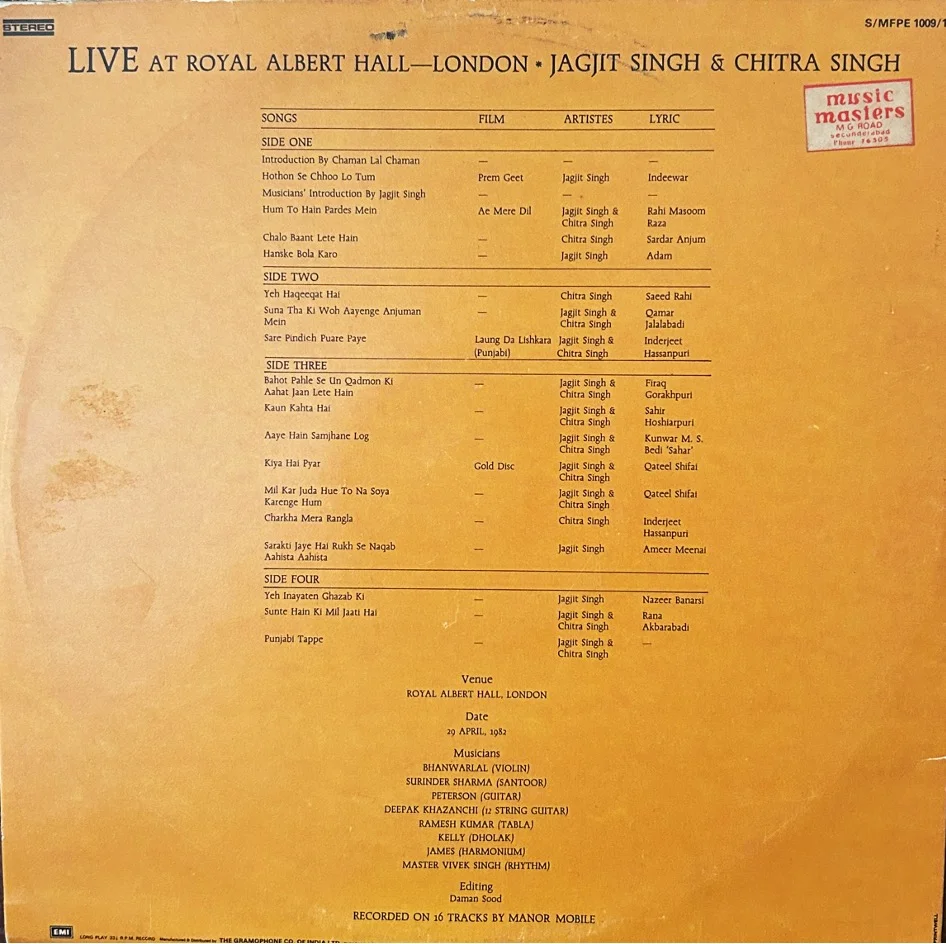 STEREO
S/MFPE 1009/1
LIVE AT ROYAL ALBERT HALL—LONDON * JAGJIT SINGH & CHITRA SINGH
music
masters
M G ROAD
secunderabad
Phone 76505
SONGS FILM ARTISTES LYRIC
SIDE ONE
Introduction By Chaman Lal Chaman — — —
Hothon Se Chhoo Lo Tum Prem Geet Jagjit Singh Indeewar
Musicians' Introduction By Jagjit Singh — — —
Hum To Hain Pardes Mein Ae Mere Dil Jagjit Singh & Rahi Masoom
Chitra Singh Raza
Chalo Baant Lete Hain — Chitra Singh Sardar Anjum
Hanske Bola Karo — Jagjit Singh Adam
SIDE TWO
Yeh Haqeeqat Hai — Chitra Singh Saeed Rahi
Suna Tha Ki Woh Aayenge Anjuman — Jagjit Singh & Qamar
Mein Chitra Singh Jalalabadi
Sare Pindich Puare Paye Laung Da Lishkara Jagjit Singh & Inderjeet
(Punjabi) Chitra Singh Hassanpuri
SIDE THREE
Bahot Pahle Se Un Qadmon Ki — Jagjit Singh & Firaq
Aahat Jaan Lete Hain Chitra Singh Gorakhpuri
Kaun Kahta Hai — Jagjit Singh & Sahir
Chitra Singh Hoshiarpuri
Aaye Hain Samjhane Log — Jagjit Singh & Kunwar M. S.
Chitra Singh Bedi 'Sahar'
Kiya Hai Pyar Gold Disc Jagjit Singh & Qateel Shifai
Chitra Singh
Mil Kar Juda Hue To Na Soya — Jagjit Singh & Qateel Shifai
Karenge Hum Chitra Singh
Charkha Mera Rangla — Chitra Singh Inderjeet
Hassanpuri
Sarakti Jaye Hai Rukh Se Naqab — Jagjit Singh Ameer Meenai
Aahista Aahista
SIDE FOUR
Yeh Inayaten Ghazab Ki — Jagjit Singh Nazeer Banarsi
Sunte Hain Ki Mil Jaati Hai — Jagjit Singh & Rana
Chitra Singh Akbarabadi
Punjabi Tappe — Jagjit Singh & —
Chitra Singh
Venue
ROYAL ALBERT HALL, LONDON
Date
29 APRIL, 1982
Musicians
BHANWARLAL (VIOLIN)
SURINDER SHARMA (SANTOOR)
PETERSON (GUITAR)
DEEPAK KHAZANCHI (12 STRING GUITAR)
RAMESH KUMAR (TABLA)
KELLY (DHOLAK)
JAMES (HARMONIUM)
MASTER VIVEK SINGH (RHYTHM)
Editing
Daman Sood
RECORDED ON 16 TRACKS BY MANOR MOBILE
EMI
LONG PLAY 33⅓ R.P.M. RECORD Manufactured & Distributed by THE GRAMOPHONE CO. OF INDIA LTD.